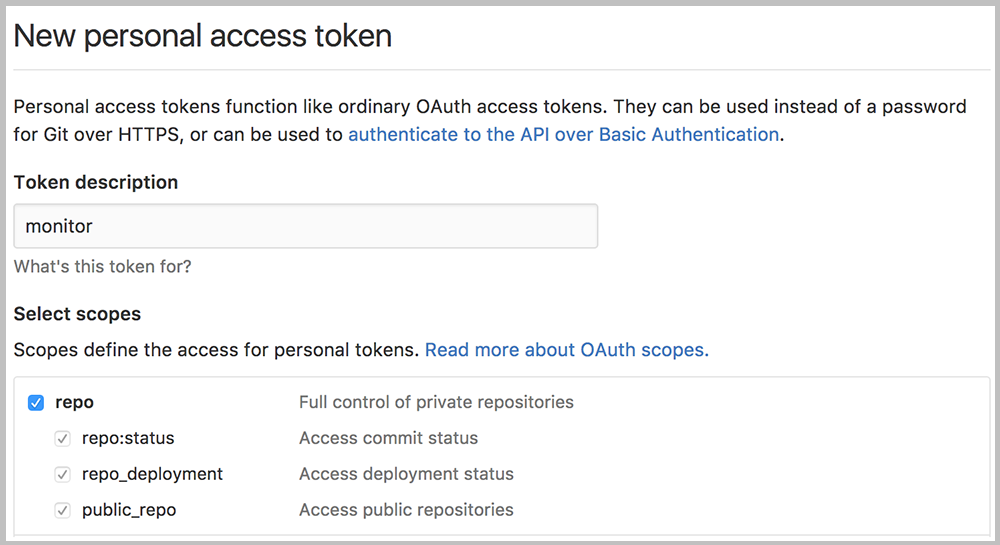 New personal access token
Personal access tokens function like ordinary OAuth access tokens. They can be used instead of a password
for Git over HTTPS, or can be used to authenticate to the API over Basic Authentication.
Token description
monitor
What's this token for?
Select scopes
Scopes define the access for personal tokens. Read more about OAuth scopes.
repo Full control of private repositories
repo:status Access commit status
repo_deployment Access deployment status
public_repo Access public repositories